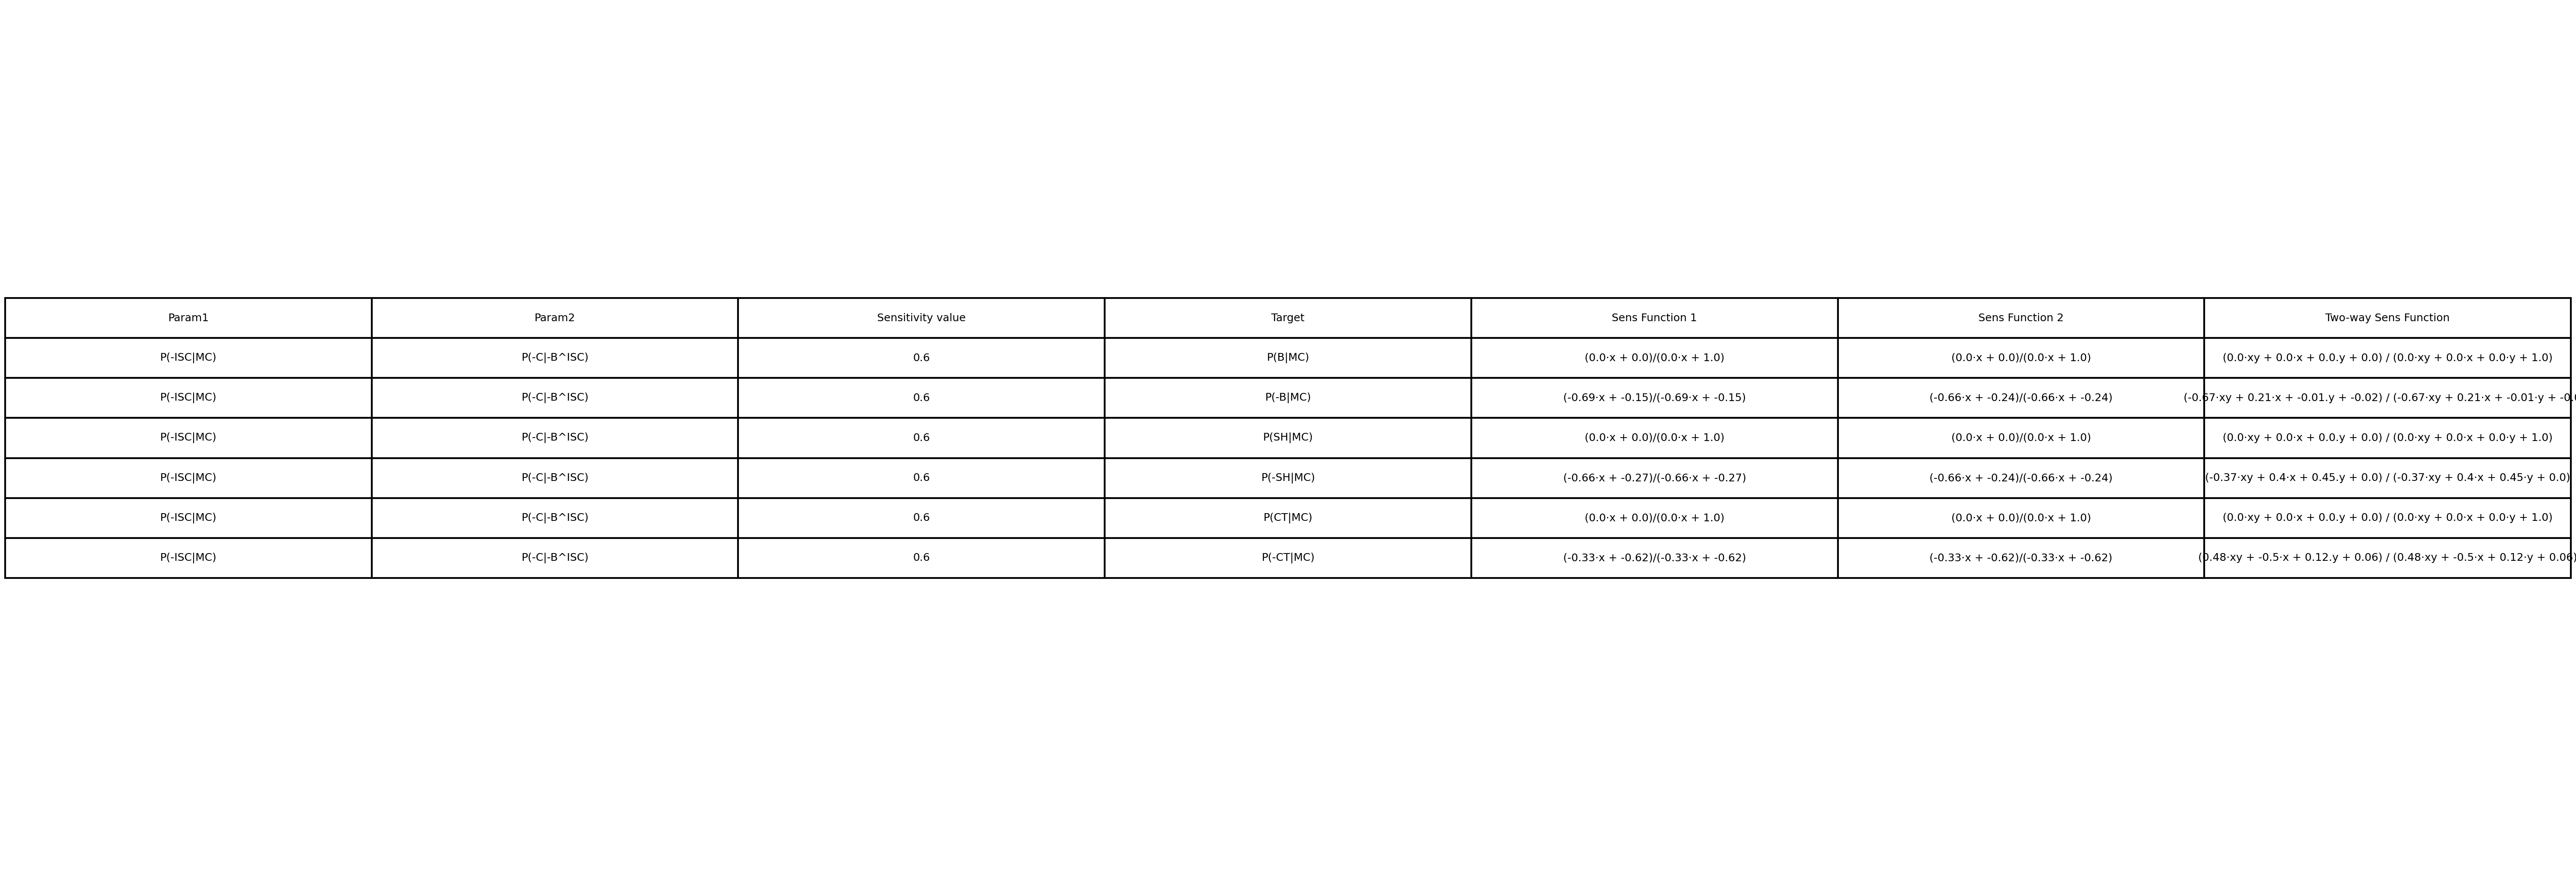 Param1 Param2 Sensitivity value Target Sens Function 1 Sens Function 2 Two-way Sens Function
P(-ISC|MC) P(-C|-B^ISC) 0.6 P(B|MC) (0.0·x + 0.0)/(0.0·x + 1.0) (0.0·x + 0.0)/(0.0·x + 1.0) (0.0·xy + 0.0·x + 0.0.y + 0.0) / (0.0·xy + 0.0·x + 0.0·y + 1.0)
P(-ISC|MC) P(-C|-B^ISC) 0.6 P(-B|MC) (-0.69·x + -0.15)/(-0.69·x + -0.15) (-0.66·x + -0.24)/(-0.66·x + -0.24) (-0.67·xy + 0.21·x + -0.01.y + -0.02) / (-0.67·xy + 0.21·x + -0.01·y +
P(-ISC|MC) P(-C|-B^ISC) 0.6 P(SH|MC) (0.0·x + 0.0)/(0.0·x + 1.0) (0.0·x + 0.0)/(0.0·x + 1.0) (0.0·xy + 0.0·x + 0.0.y + 0.0) / (0.0·xy + 0.0·x + 0.0·y + 1.0)
P(-ISC|MC) P(-C|-B^ISC) 0.6 P(-SH|MC) (-0.66·x + -0.27)/(-0.66·x + -0.27) (-0.66·x + -0.24)/(-0.66·x + -0.24) (-0.37·xy + 0.4·x + 0.45.y + 0.0) / (-0.37·xy + 0.4·x + 0.45·y + 0.0)
P(-ISC|MC) P(-C|-B^ISC) 0.6 P(CT|MC) (0.0·x + 0.0)/(0.0·x + 1.0) (0.0·x + 0.0)/(0.0·x + 1.0) (0.0·xy + 0.0·x + 0.0.y + 0.0) / (0.0·xy + 0.0·x + 0.0·y + 1.0)
P(-ISC|MC) P(-C|-B^ISC) 0.6 P(-CT|MC) (-0.33·x + -0.62)/(-0.33·x + -0.62) (-0.33·x + -0.62)/(-0.33·x + -0.62) (0.48·xy + -0.5·x + 0.12.y + 0.06) / (0.48·xy + -0.5·x + 0.12·y + 0.06)